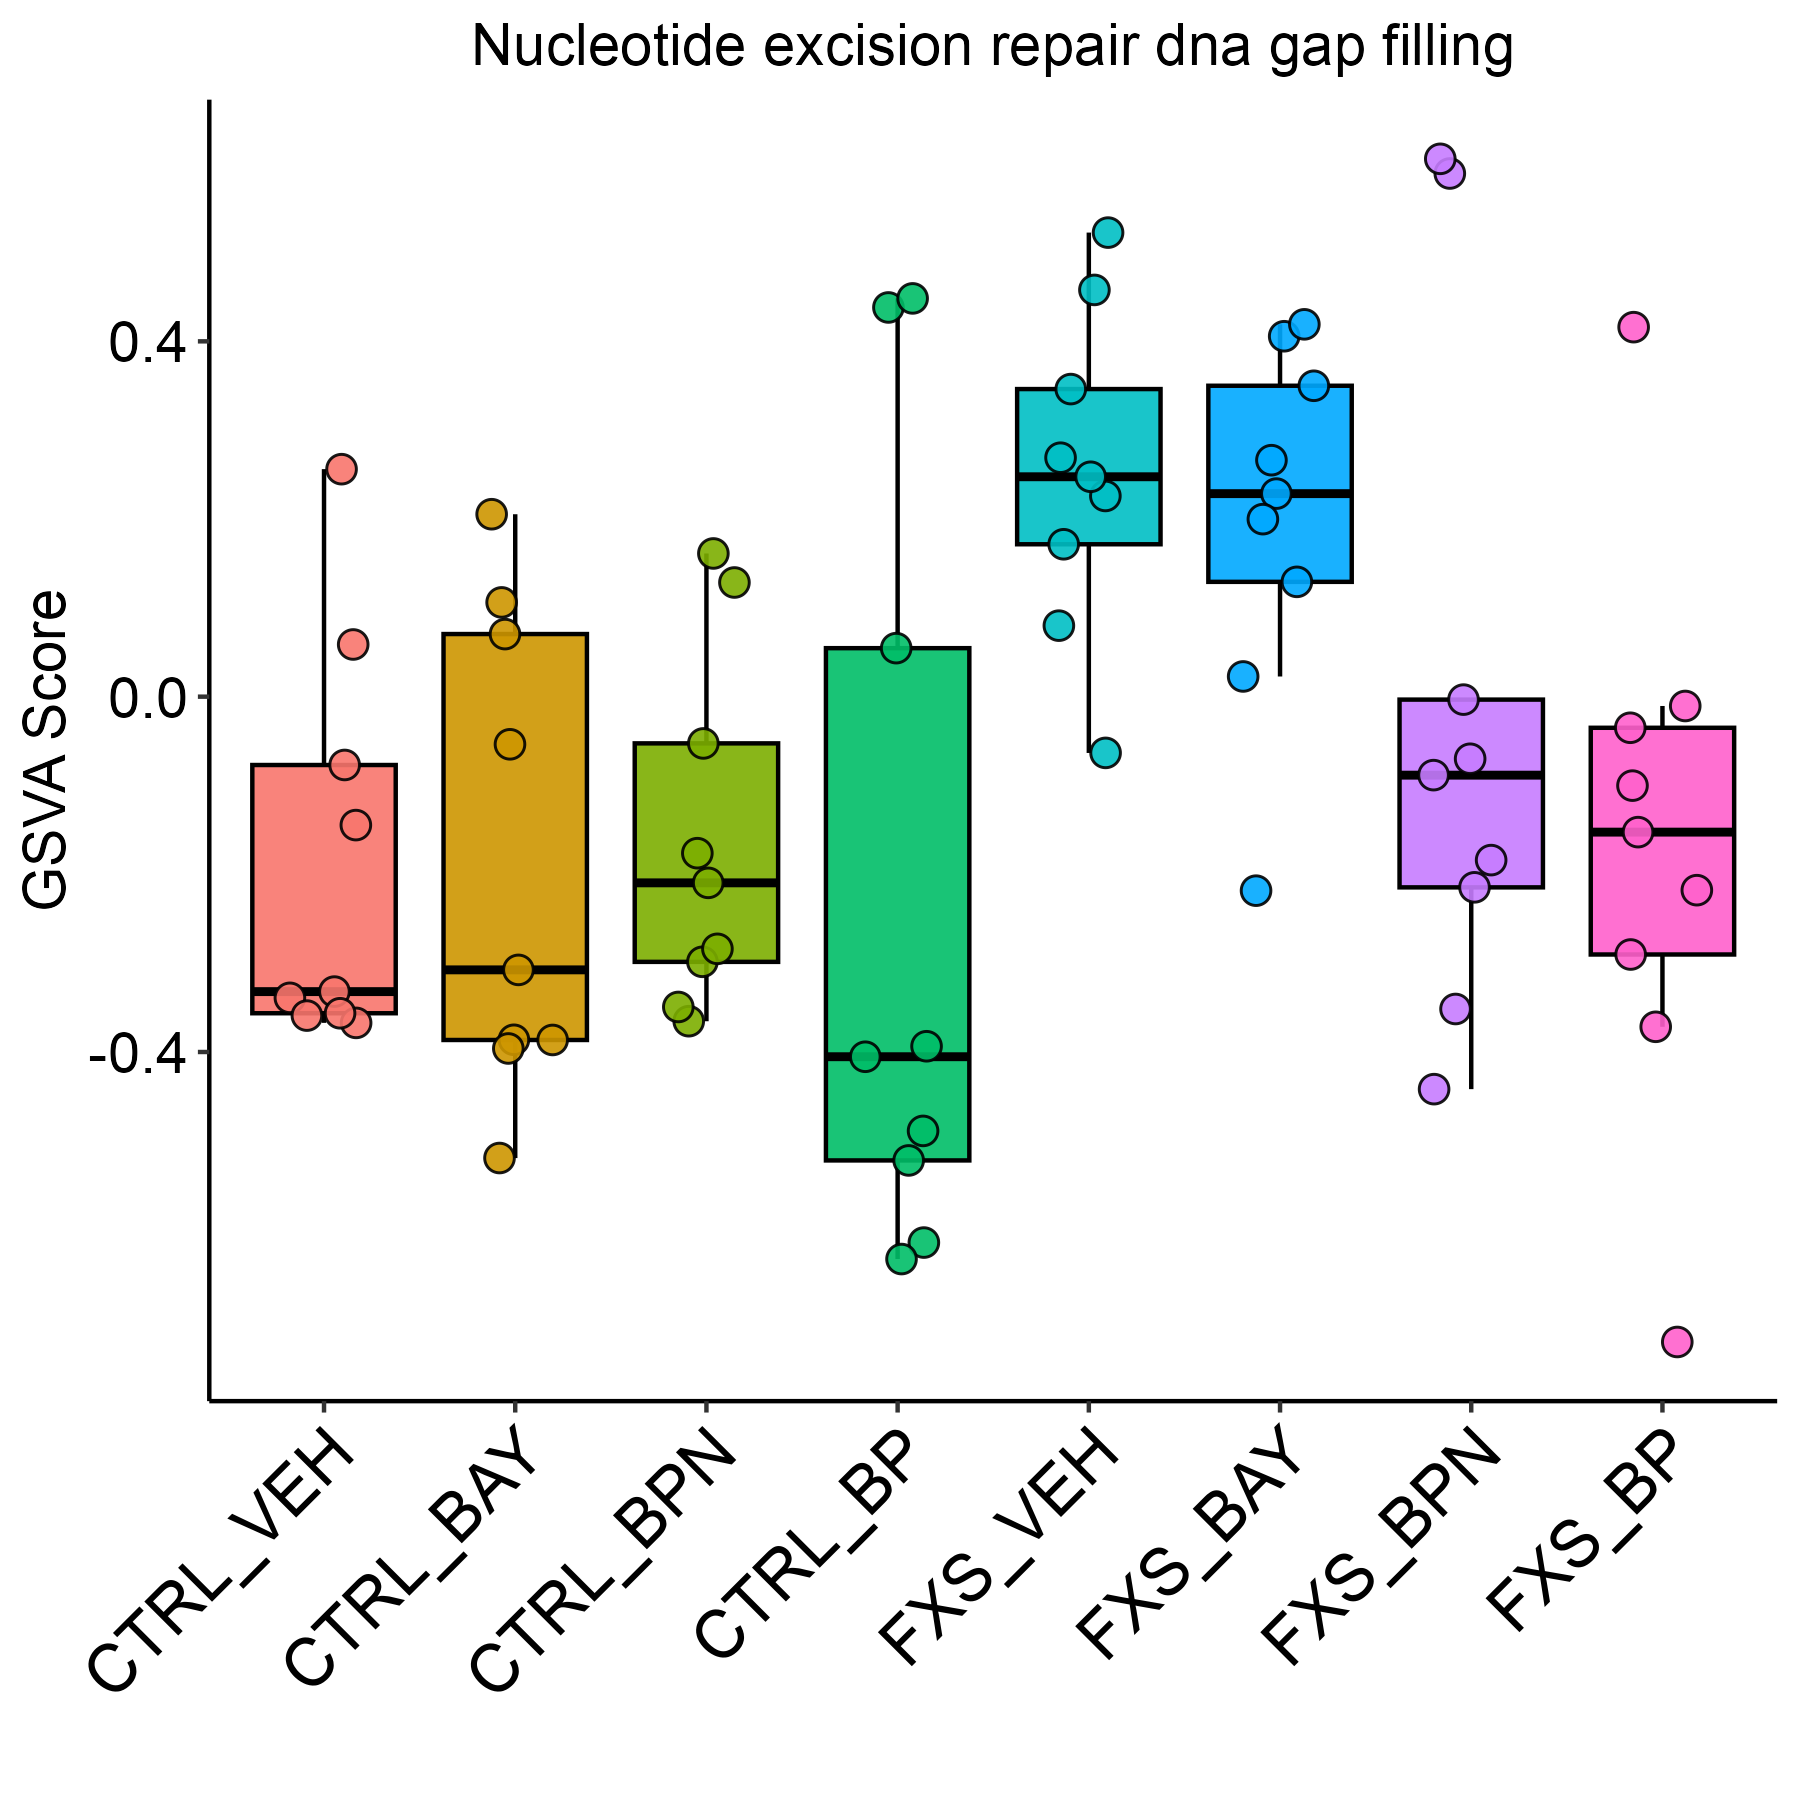 Nucleotide excision repair dna gap filling
GSVA Score
0.4
0.0
-0.4
CTRL_VEH
CTRL_BAY
CTRL_BPN
CTRL_BP
FXS_VEH
FXS_BAY
FXS_BPN
FXS_BP